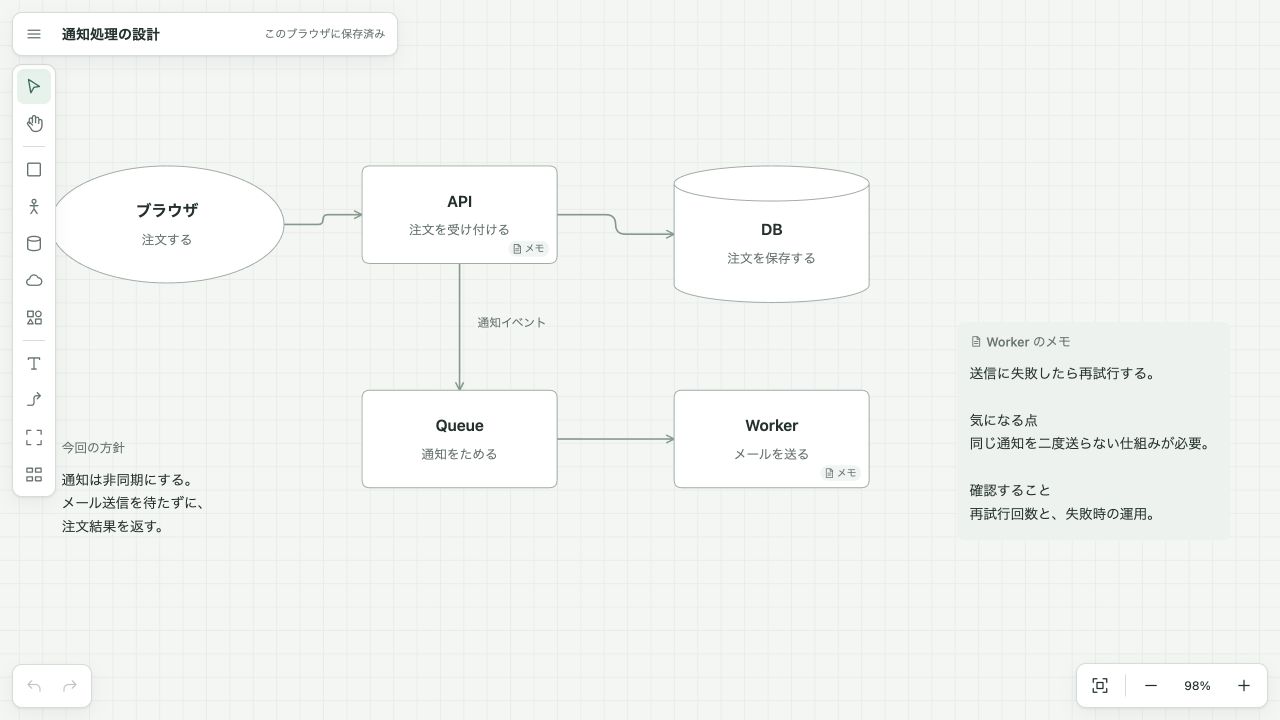 通知処理の設計
このブラウザに保存済み
ブラウザ
注文する
API
注文を受け付ける
メモ
DB
注文を保存する
通知イベント
Queue
通知をためる
Worker
メールを送る
メモ
Worker のメモ
送信に失敗したら再試行する。
気になる点
同じ通知を二度送らない仕組みが必要。
確認すること
再試行回数と、失敗時の運用。
今回の方針
通知は非同期にする。
メール送信を待たずに、
注文結果を返す。
98%